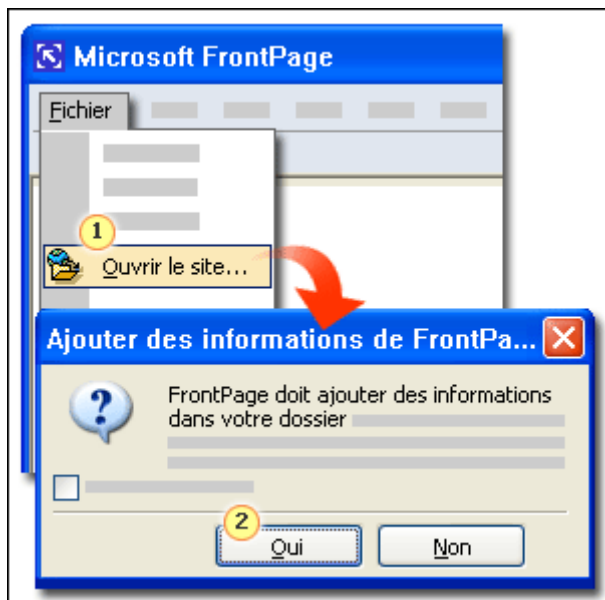 Microsoft FrontPage
Fichier
1
Ouvrir le site...
Ajouter des informations de FrontPa...
FrontPage doit ajouter des informations
dans votre dossier
2
Oui
Non